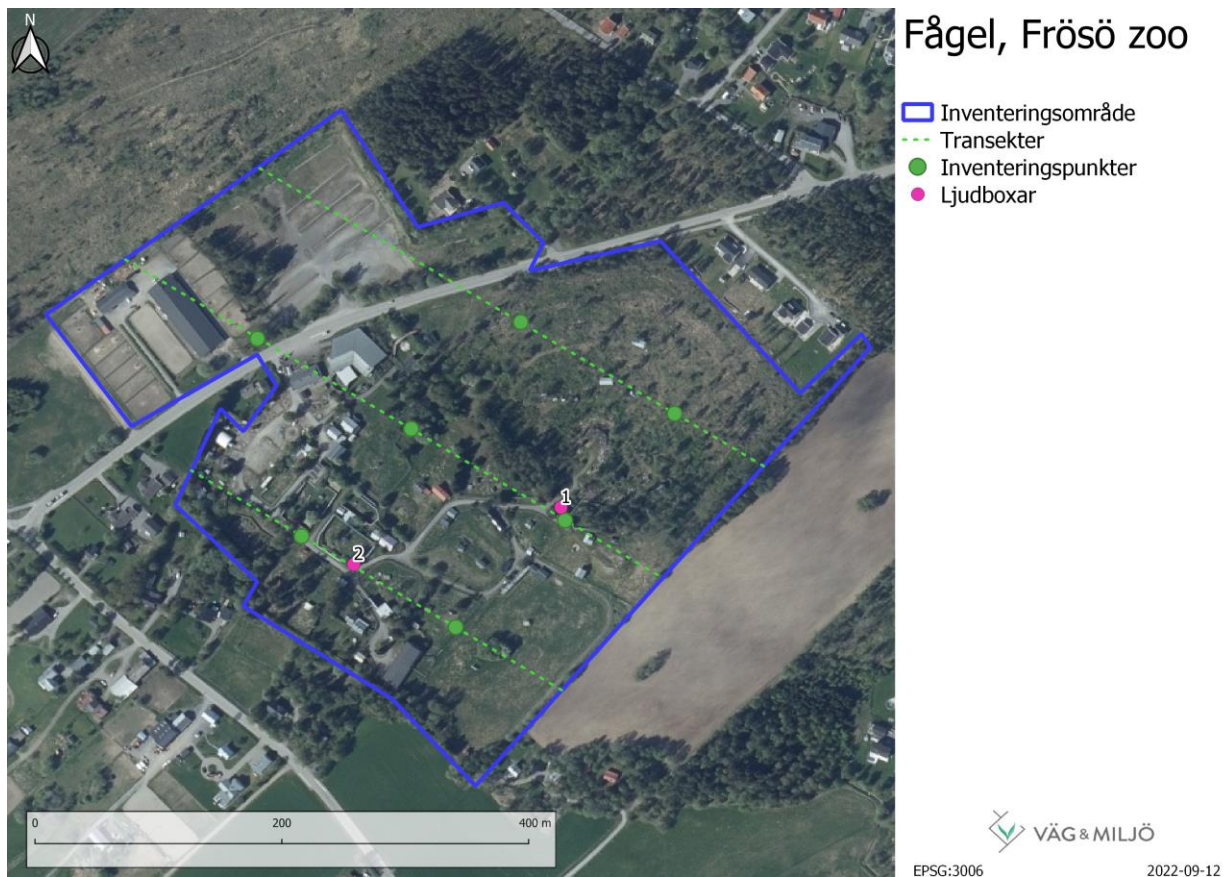 N
Fågel, Frösö zoo
Inventeringsområde
Transekter
Inventeringspunkter
Ljudboxar
1
2
0 200 400 m
VÄG & MILJÖ
EPSG:3006 2022-09-12